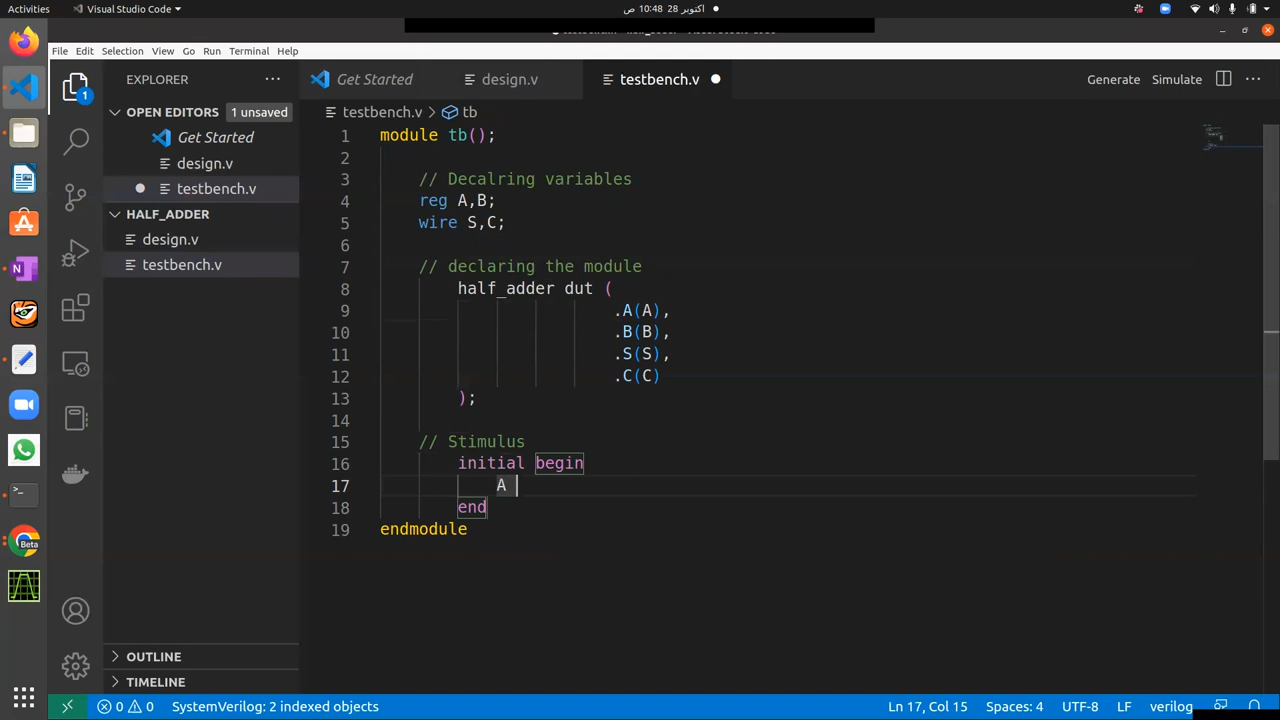 Activities
Visual Studio Code
اكتوبر 28 10:48 ص
File Edit Selection View Go Run Terminal Help
EXPLORER
Get Started
design.v
testbench.v
Generate
Simulate
OPEN EDITORS
1 unsaved
Get Started
design.v
testbench.v
HALF_ADDER
design.v
testbench.v
1
testbench.v > tb
1 module tb();
2
3 // Decalring variables
4 reg A,B;
5 wire S,C;
6
7 // declaring the module
8 half_adder dut (
9 .A(A),
10 .B(B),
11 .S(S),
12 .C(C)
13 );
14
15 // Stimulus
16 initial begin
17 A
18 end
19 endmodule
Beta
OUTLINE
TIMELINE
0 0 SystemVerilog: 2 indexed objects
Ln 17, Col 15 Spaces: 4 UTF-8 LF verilog